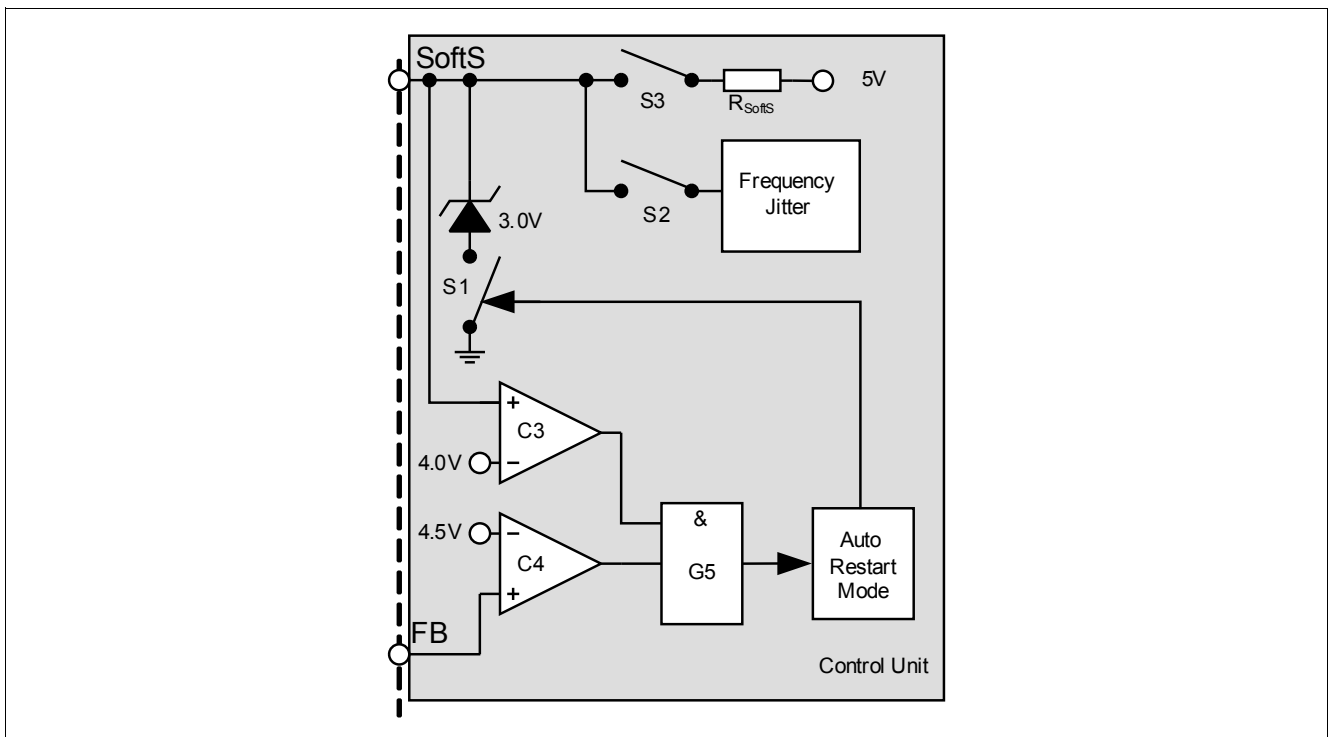 SoftS
S3
RSoftS
5V
S2
Frequency
Jitter
3.0V
S1
+
C3
4.0V
−
4.5V
−
C4
+
&
G5
Auto
Restart
Mode
FB
Control Unit